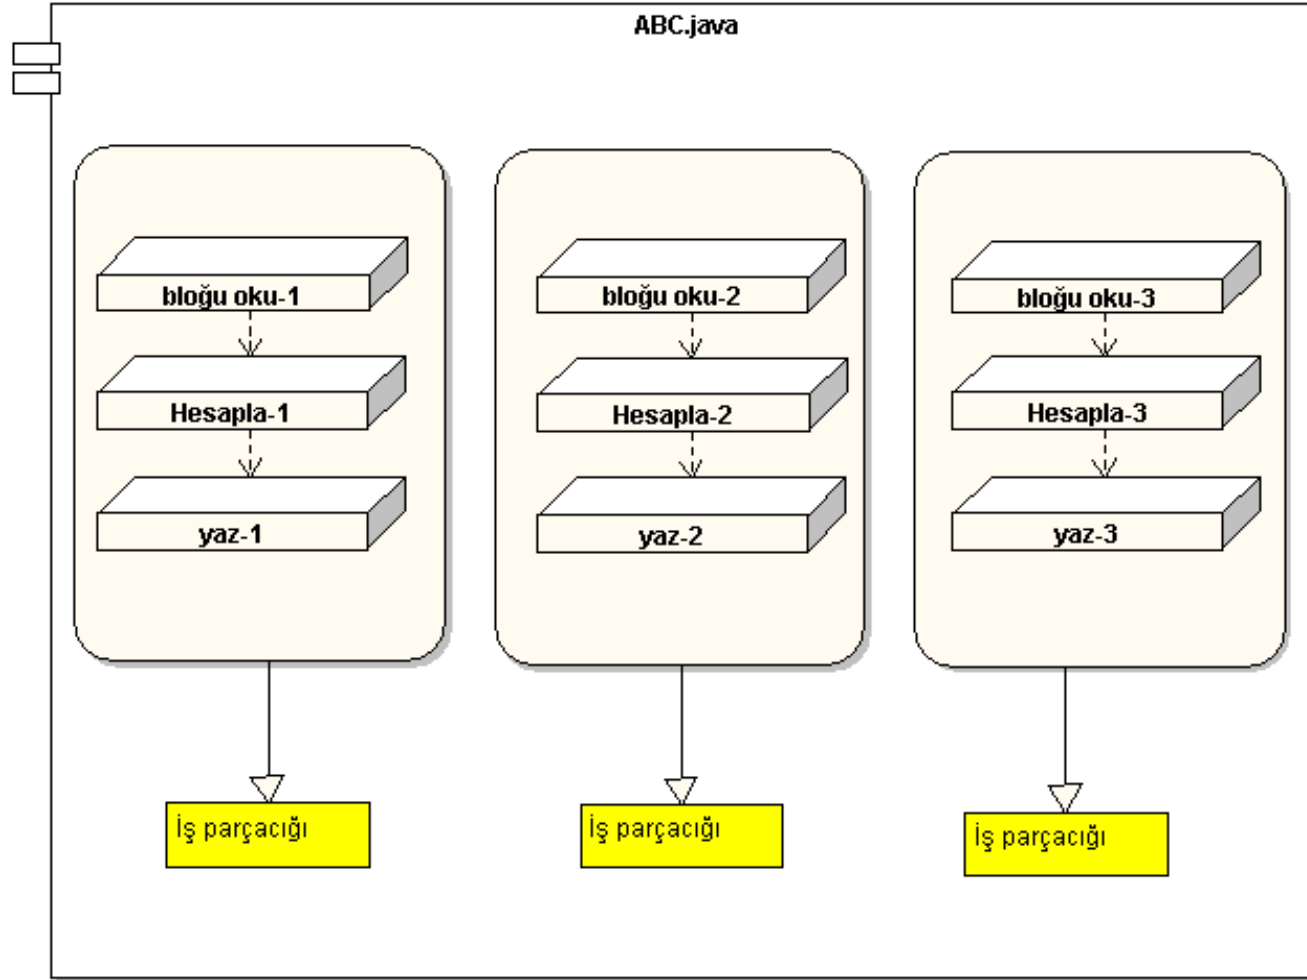 ABC.java
bloğu oku-1
Hesapla-1
yaz-1
İş parçacığı
bloğu oku-2
Hesapla-2
yaz-2
İş parçacığı
bloğu oku-3
Hesapla-3
yaz-3
İş parçacığı